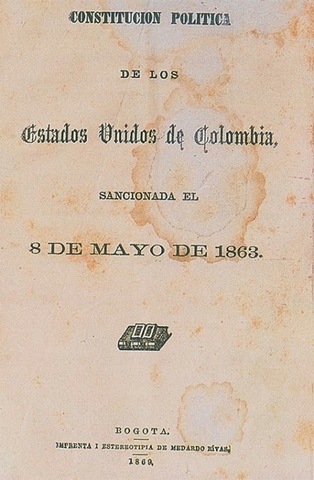 CONSTITUCION POLITICA
DE LOS
Estados Unidos de Colombia,
SANCIONADA EL
8 DE MAYO DE 1863.
BOGOTA.
IMPRENTA I ESTEREOTIPIA DE MEDARDO RIVAS,
1869,